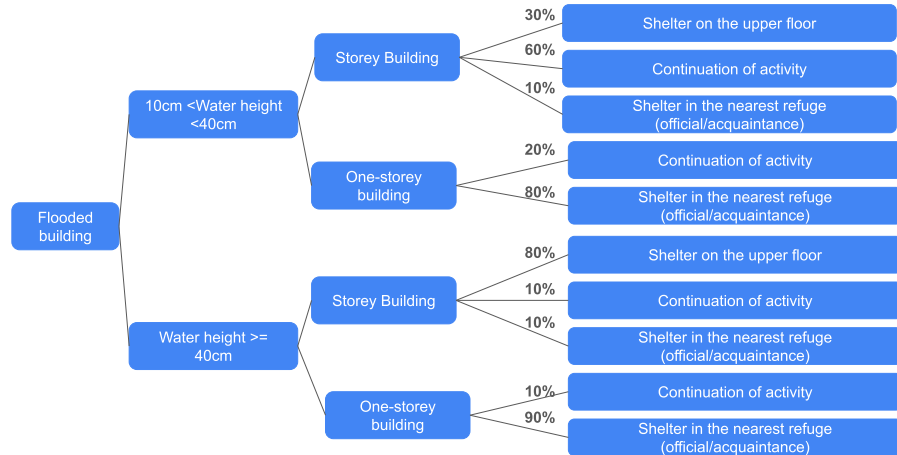 30%
Shelter on the upper floor
60%
Storey Building
Continuation of activity
10%
10cm <Water height
<40cm
Shelter in the nearest refuge
(official/acquaintance)
20%
Continuation of activity
One-storey
building
80%
Shelter in the nearest refuge
(official/acquaintance)
Flooded
building
80%
Shelter on the upper floor
Storey Building
10%
Continuation of activity
10%
Water height >=
40cm
Shelter in the nearest refuge
(official/acquaintance)
10%
Continuation of activity
One-storey
building
90%
Shelter in the nearest refuge
(official/acquaintance)